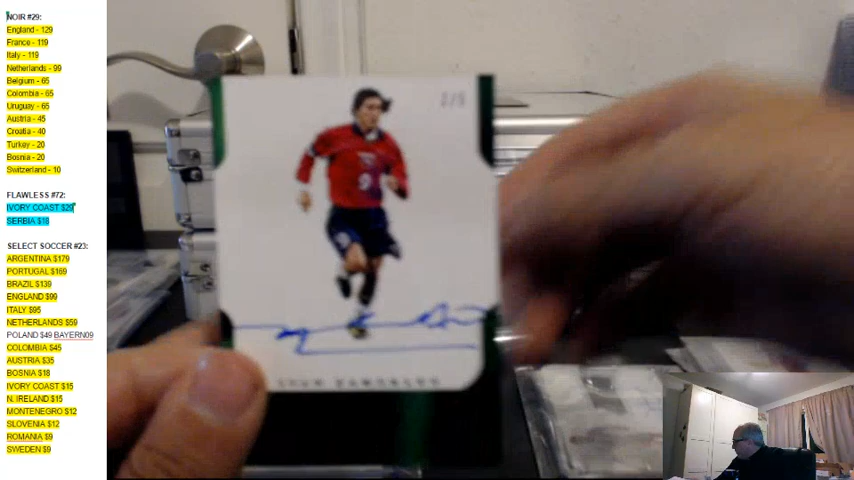 NOIR #29:
England - 129
France - 119
Italy - 119
Netherlands - 99
Belgium - 65
Colombia - 65
Uruguay - 65
Austria - 45
Croatia - 40
Turkey - 20
Bosnia - 20
Switzerland - 10
FLAWLESS #72:
IVORY COAST $29
SERBIA $18
SELECT SOCCER #23:
ARGENTINA $179
PORTUGAL $169
BRAZIL $139
ENGLAND $99
ITALY $95
NETHERLANDS $59
POLAND $49 BAYERN09
COLOMBIA $45
AUSTRIA $35
BOSNIA $18
IVORY COAST $15
N. IRELAND $15
MONTENEGRO $12
SLOVENIA $12
ROMANIA $9
SWEDEN $9